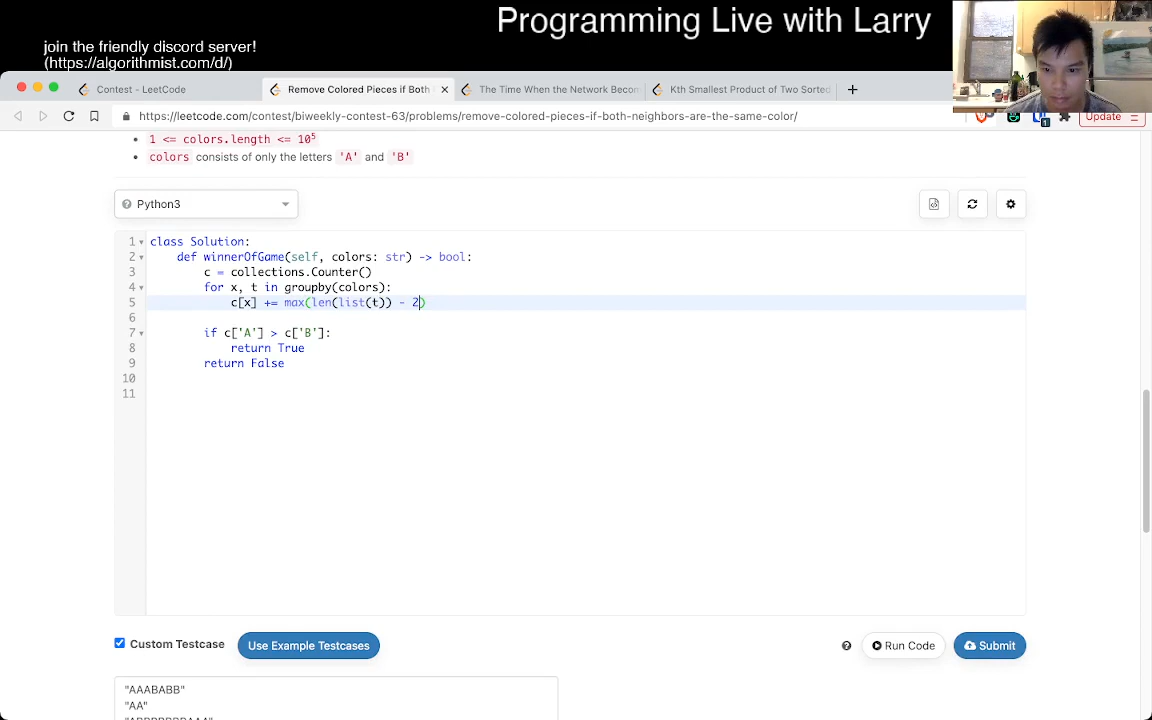 Programming Live with Larry
join the friendly discord server!
(https://algorithmist.com/d/)
Contest - LeetCode
Remove Colored Pieces if Both
The Time When the Network Becom
Kth Smallest Product of Two Sorted
https://leetcode.com/contest/biweekly-contest-63/problems/remove-colored-pieces-if-both-neighbors-are-the-same-color/
Update
1 <= colors.length <= 10⁵
colors consists of only the letters 'A' and 'B'
Python3
1 class Solution:
2 def winnerOfGame(self, colors: str) -> bool:
3 c = collections.Counter()
4 for x, t in groupby(colors):
5 c[x] += max(len(list(t)) - 2)
6
7 if c['A'] > c['B']:
8 return True
9 return False
10
11
Custom Testcase
Use Example Testcases
Run Code
Submit
"AAABABB"
"AA"